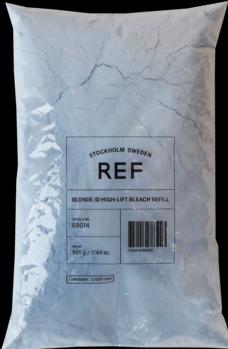 STOCKHOLM SWEDEN
REF
BLONDE.ID HIGH-LIFT BLEACH REFILL
69014
500 g / 17.64 oz.